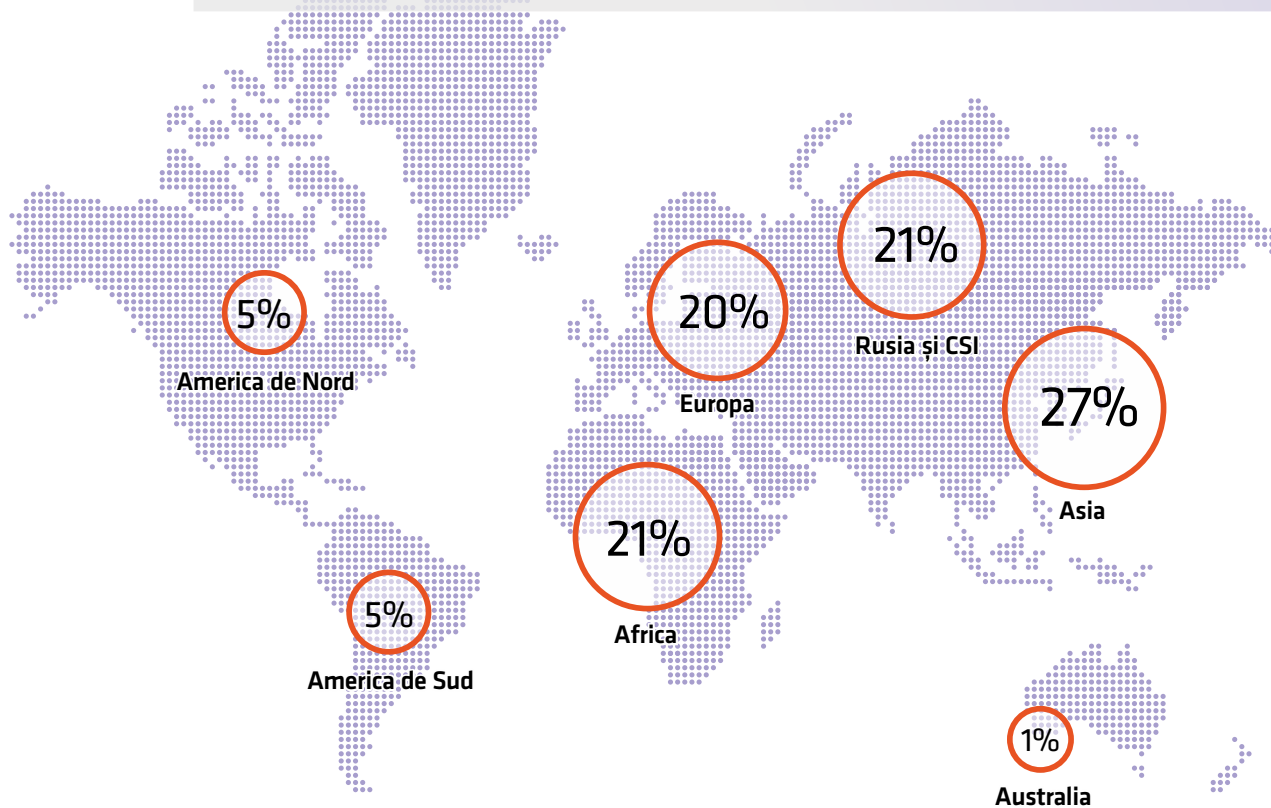 21%
Rusia și CSI
20%
Europa
5%
America de Nord
27%
Asia
21%
Africa
5%
America de Sud
1%
Australia